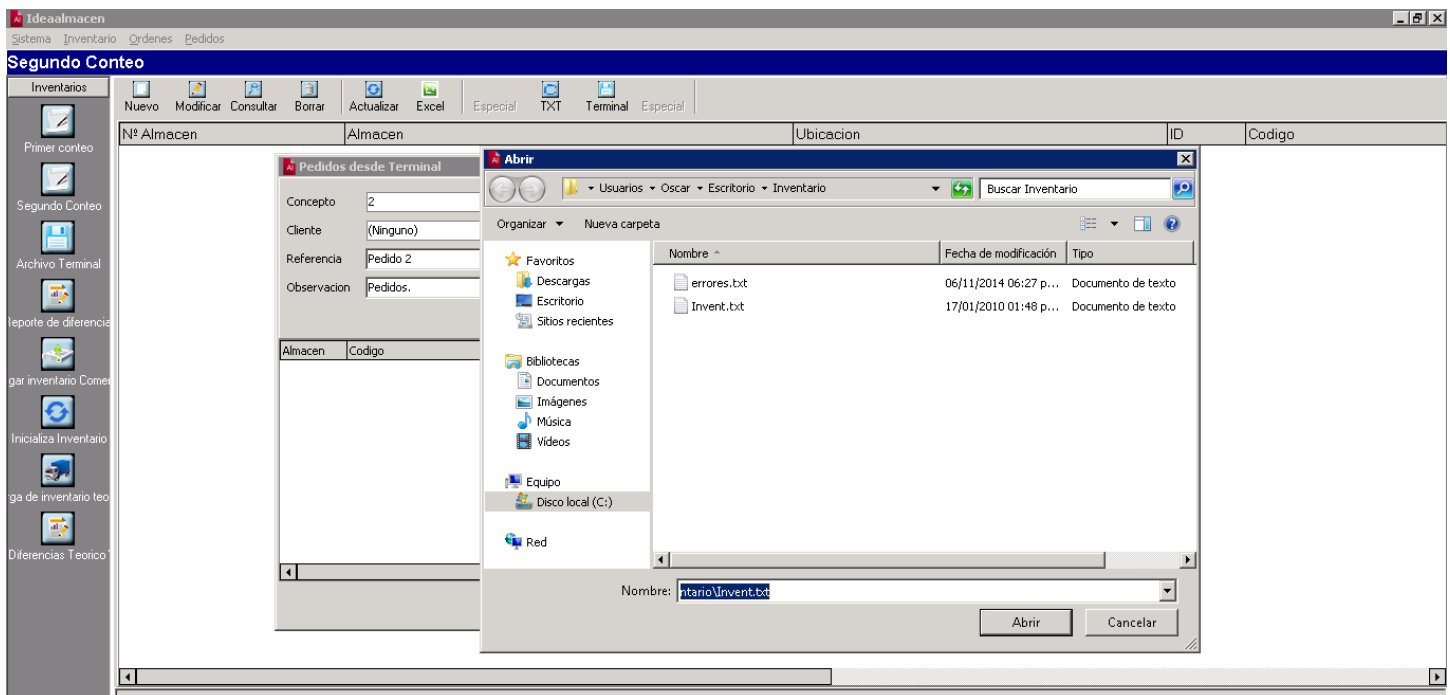 Ideaalmacen
Sistema Inventario Ordenes Pedidos
Segundo Conteo
Inventarios
Nuevo Modificar Consultar Borrar Actualizar Excel Especial TXT Terminal Especial
Nº Almacen Almacen Ubicacion ID Codigo
Primer conteo
Segundo Conteo
Archivo Terminal
Reporte de diferencia
gar inventario Comer
Inicializa Inventario
ga de inventario teo
Diferencias Teorico
Pedidos desde Terminal
Concepto 2
Cliente (Ninguno)
Referencia Pedido 2
Observacion Pedidos.
Almacen Codigo
Abrir
Usuarios Oscar Escritorio Inventario
Buscar Inventario
Organizar Nueva carpeta
Favoritos
Descargas
Escritorio
Sitios recientes
Bibliotecas
Documentos
Imágenes
Música
Vídeos
Equipo
Disco local (C:)
Red
Nombre Fecha de modificación Tipo
errores.txt 06/11/2014 06:27 p... Documento de texto
Invent.txt 17/01/2010 01:48 p... Documento de texto
Nombre: ntario\Invent.txt
Abrir Cancelar